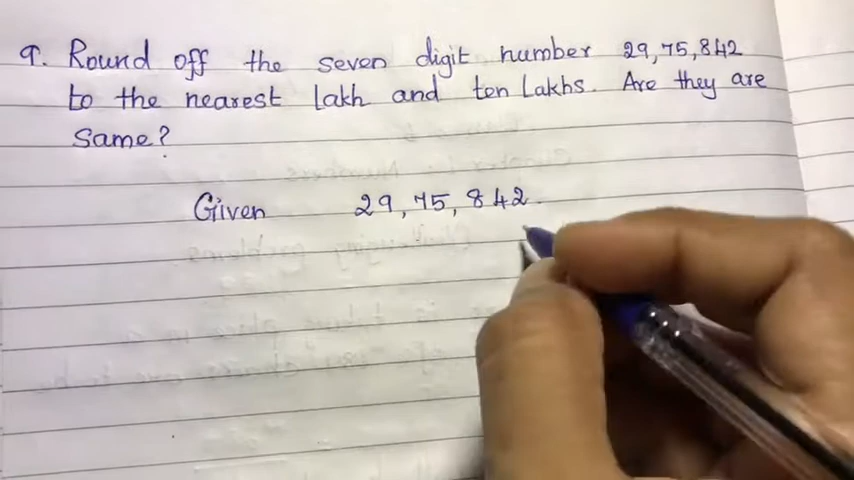 9. Round off the seven digit number 29,75,842
to the nearest lakh and ten Lakhs. Are they are
same?
Given 29,75,842.